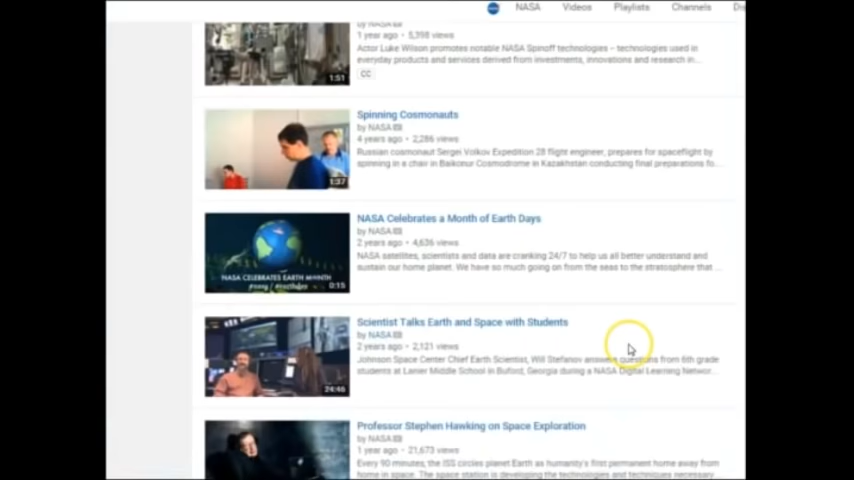 NASA Videos Playlists Channels
by NASA
1 year ago • 5,398 views
Actor Luke Wilson promotes notable NASA Spinoff technologies – technologies used in
everyday products and services derived from investments, innovations and research in...
CC
1:51
Spinning Cosmonauts
by NASA
4 years ago • 2,286 views
Russian cosmonaut Sergei Volkov Expedition 28 flight engineer, prepares for spaceflight by
spinning in a chair in Baikonur Cosmodrome in Kazakhstan conducting final preparations fo...
1:37
NASA Celebrates a Month of Earth Days
by NASA
2 years ago • 4,636 views
NASA satellites, scientists and data are cranking 24/7 to help us all better understand and
sustain our home planet. We have so much going on from the seas to the stratosphere that ...
NASA CELEBRATES EARTH MONTH
0:15
Scientist Talks Earth and Space with Students
by NASA
2 years ago • 2,121 views
Johnson Space Center Chief Earth Scientist, Will Stefanov answers questions from 6th grade
students at Lanier Middle School in Buford, Georgia during a NASA Digital Learning Networ...
24:46
Professor Stephen Hawking on Space Exploration
by NASA
1 year ago • 21,673 views
Every 90 minutes, the ISS circles planet Earth as humanity's first permanent home away from
home in space. The space station is developing the technologies and techniques necessary